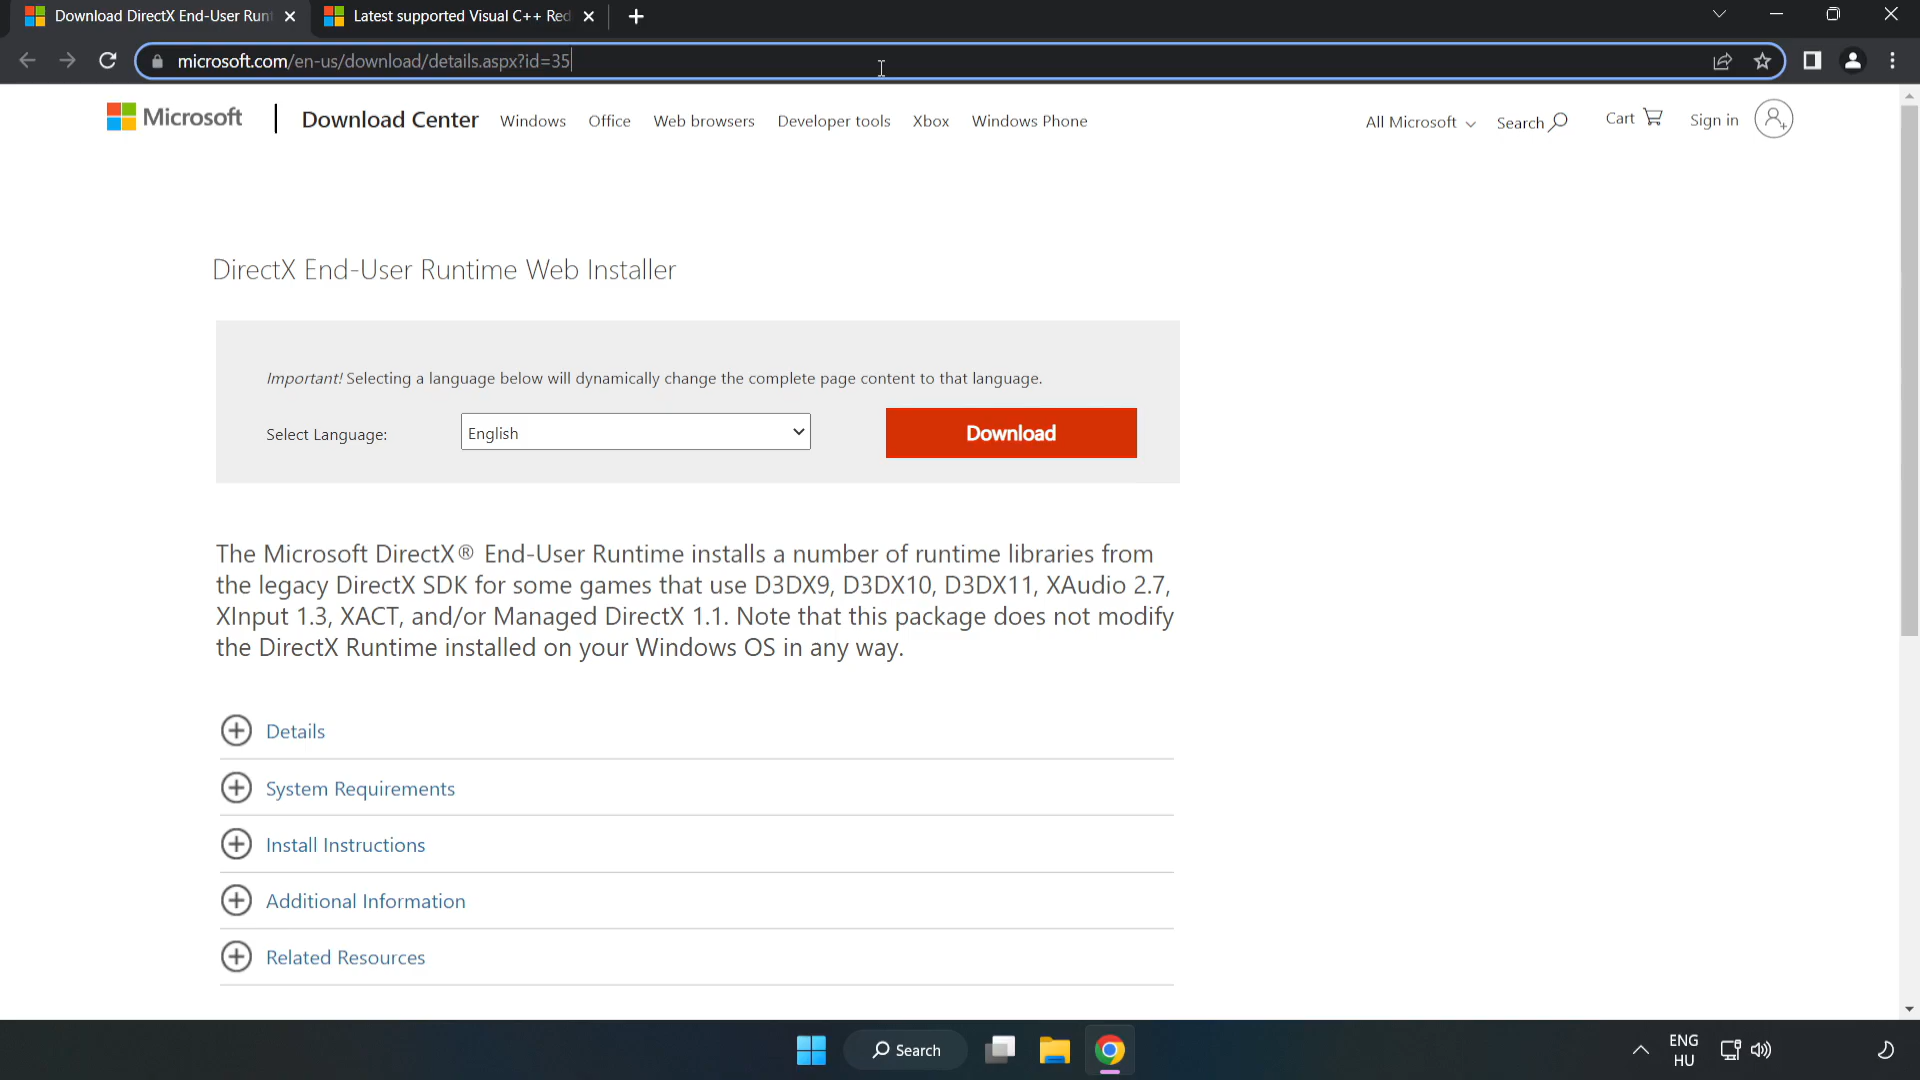 Download DirectX End-User Runt
Latest supported Visual C++ Red
microsoft.com/en-us/download/details.aspx?id=35
Microsoft
Download Center
Windows
Office
Web browsers
Developer tools
Xbox
Windows Phone
All Microsoft
Search
Cart
Sign in
DirectX End-User Runtime Web Installer
Important! Selecting a language below will dynamically change the complete page content to that language.
Select Language:
English
Download
The Microsoft DirectX® End-User Runtime installs a number of runtime libraries from
the legacy DirectX SDK for some games that use D3DX9, D3DX10, D3DX11, XAudio 2.7,
XInput 1.3, XACT, and/or Managed DirectX 1.1. Note that this package does not modify
the DirectX Runtime installed on your Windows OS in any way.
Details
System Requirements
Install Instructions
Additional Information
Related Resources
Search
ENG
HU